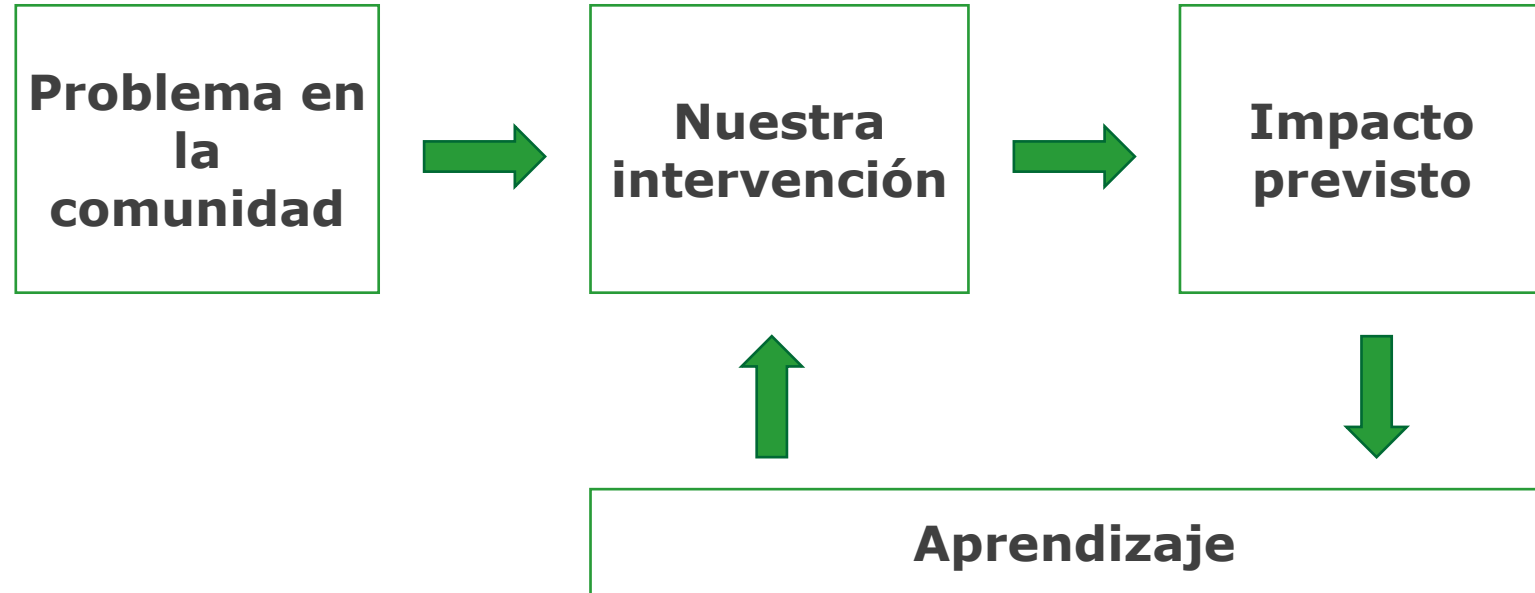 Problema en
la
comunidad
Nuestra
intervención
Impacto
previsto
Aprendizaje